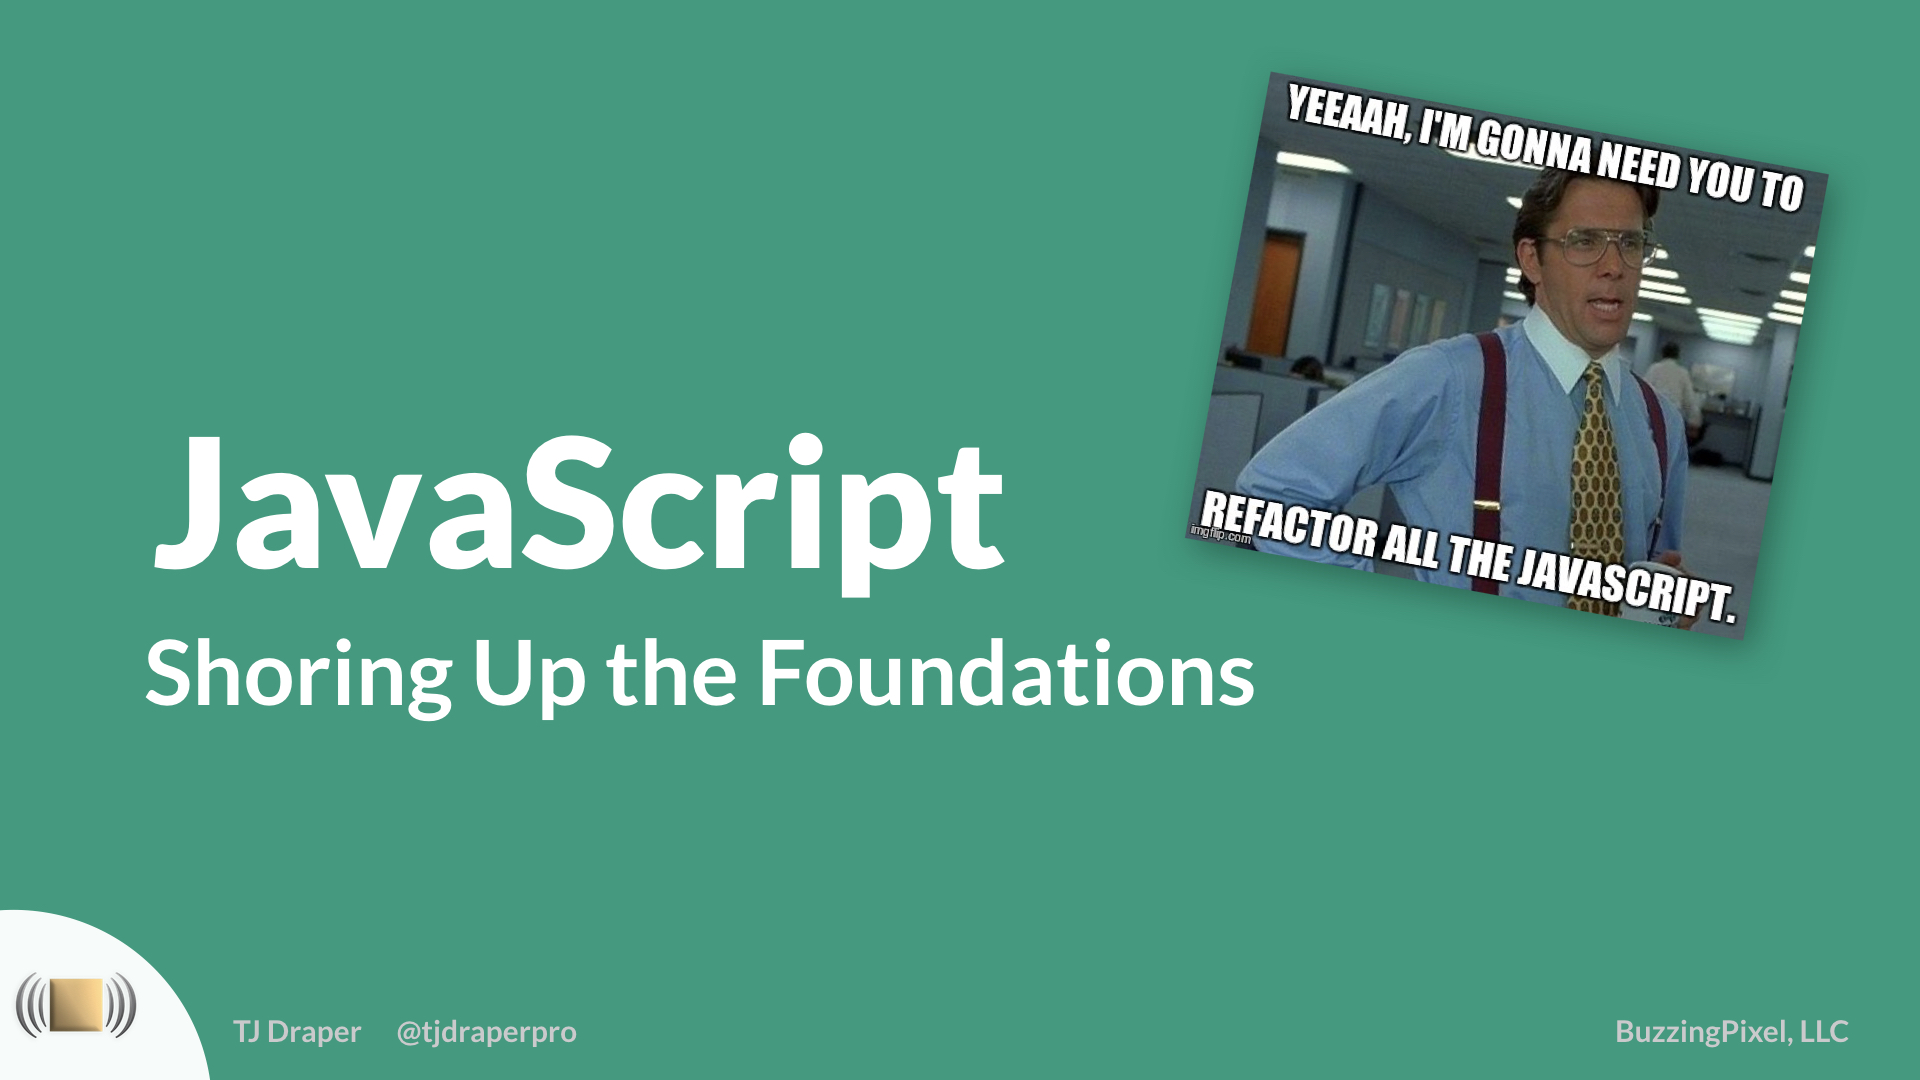 YEEAAH, I'M GONNA NEED YOU TO
REFACTOR ALL THE JAVASCRIPT.
imgflip.com
JavaScript
Shoring Up the Foundations
TJ Draper @tjdraperpro
BuzzingPixel, LLC